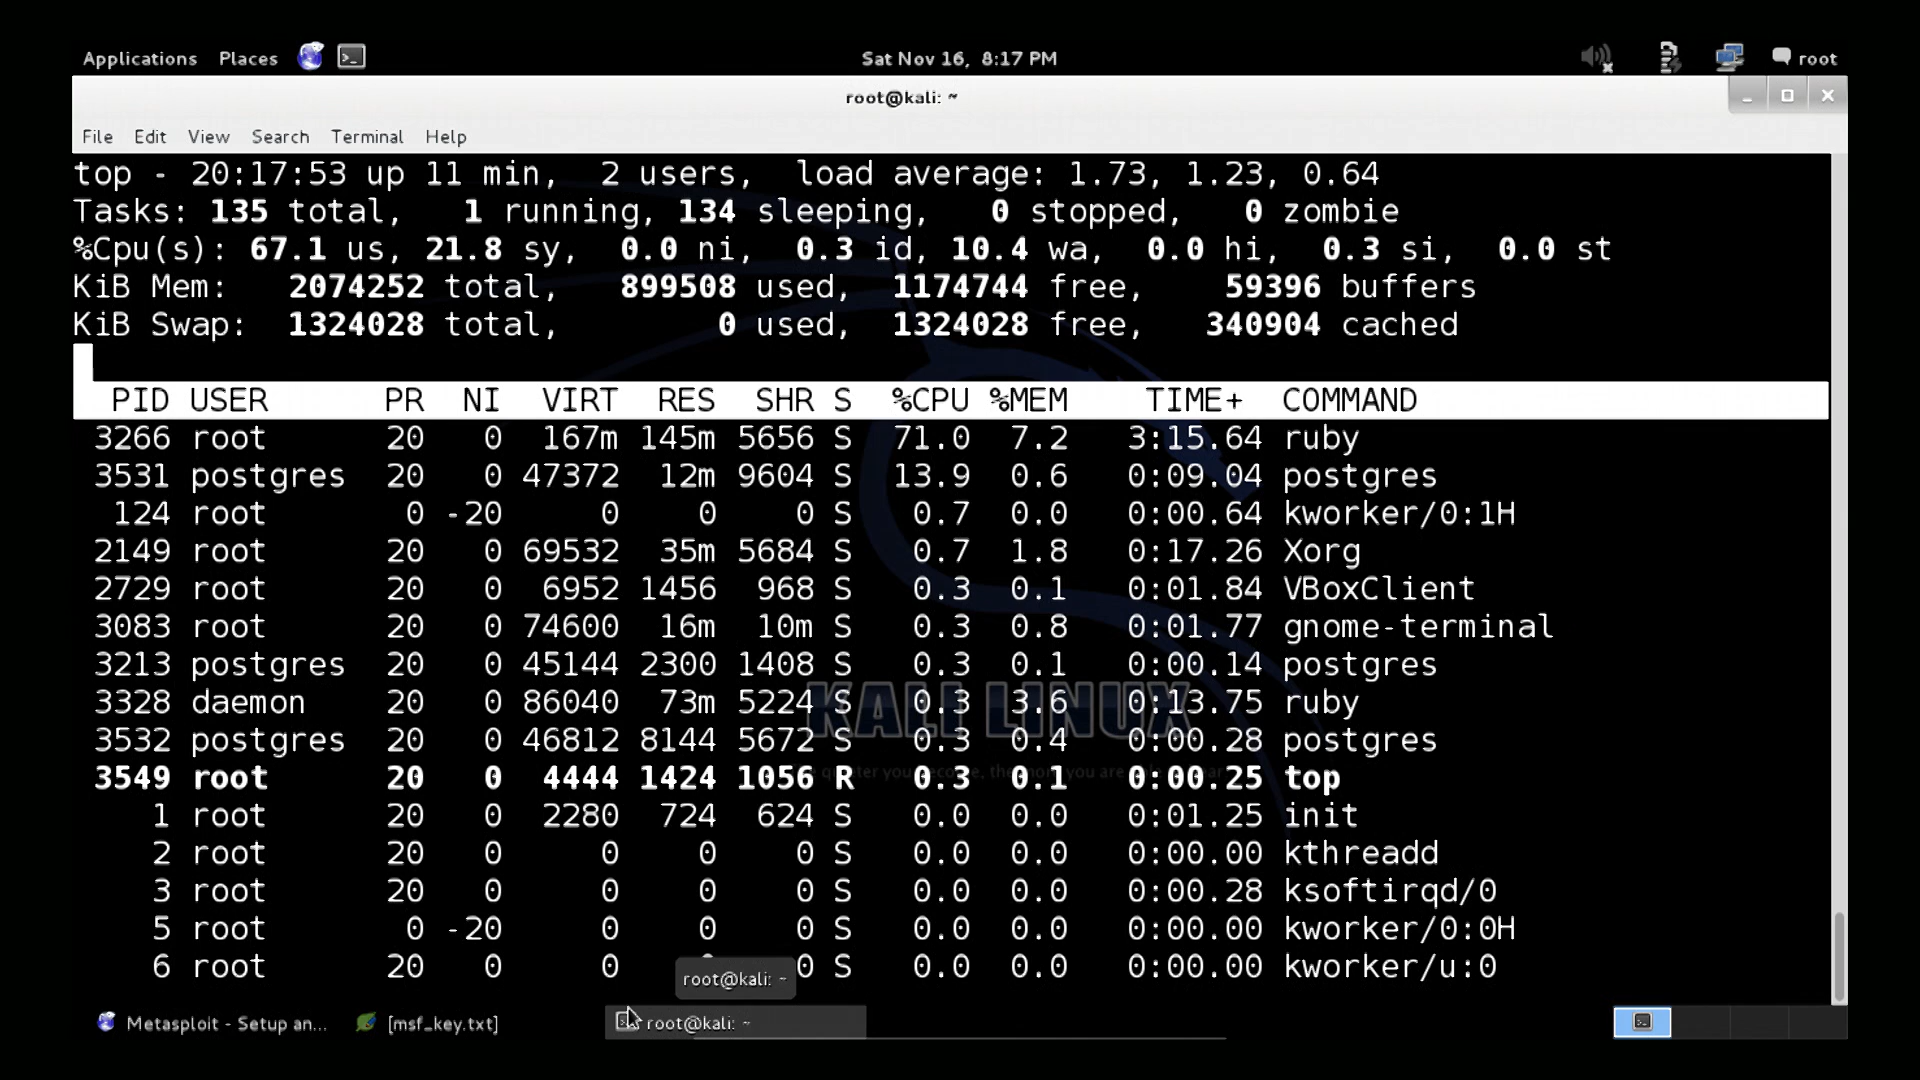 Applications Places Sat Nov 16, 8:17 PM root
root@kali: ~
File Edit View Search Terminal Help
top - 20:17:53 up 11 min, 2 users, load average: 1.73, 1.23, 0.64
Tasks: 135 total, 1 running, 134 sleeping, 0 stopped, 0 zombie
%Cpu(s): 67.1 us, 21.8 sy, 0.0 ni, 0.3 id, 10.4 wa, 0.0 hi, 0.3 si, 0.0 st
KiB Mem: 2074252 total, 899508 used, 1174744 free, 59396 buffers
KiB Swap: 1324028 total, 0 used, 1324028 free, 340904 cached
PID USER PR NI VIRT RES SHR S %CPU %MEM TIME+ COMMAND
3266 root 20 0 167m 145m 5656 S 71.0 7.2 3:15.64 ruby
3531 postgres 20 0 47372 12m 9604 S 13.9 0.6 0:09.04 postgres
124 root 0 -20 0 0 0 S 0.7 0.0 0:00.64 kworker/0:1H
2149 root 20 0 69532 35m 5684 S 0.7 1.8 0:17.26 Xorg
2729 root 20 0 6952 1456 968 S 0.3 0.1 0:01.84 VBoxClient
3083 root 20 0 74600 16m 10m S 0.3 0.8 0:01.77 gnome-terminal
3213 postgres 20 0 45144 2300 1408 S 0.3 0.1 0:00.14 postgres
3328 daemon 20 0 86040 73m 5224 S 0.3 3.6 0:13.75 ruby
KALI LINUX
3532 postgres 20 0 46812 8144 5672 S 0.3 0.4 0:00.28 postgres
3549 root 20 0 4444 1424 1056 R 0.3 0.1 0:00.25 top
1 root 20 0 2280 724 624 S 0.0 0.0 0:01.25 init
2 root 20 0 0 0 0 S 0.0 0.0 0:00.00 kthreadd
3 root 20 0 0 0 0 S 0.0 0.0 0:00.28 ksoftirqd/0
5 root 0 -20 0 0 0 S 0.0 0.0 0:00.00 kworker/0:0H
6 root 20 0 0 0 S 0.0 0.0 0:00.00 kworker/u:0
root@kali: ~
Metasploit - Setup an... [msf_key.txt] root@kali: ~